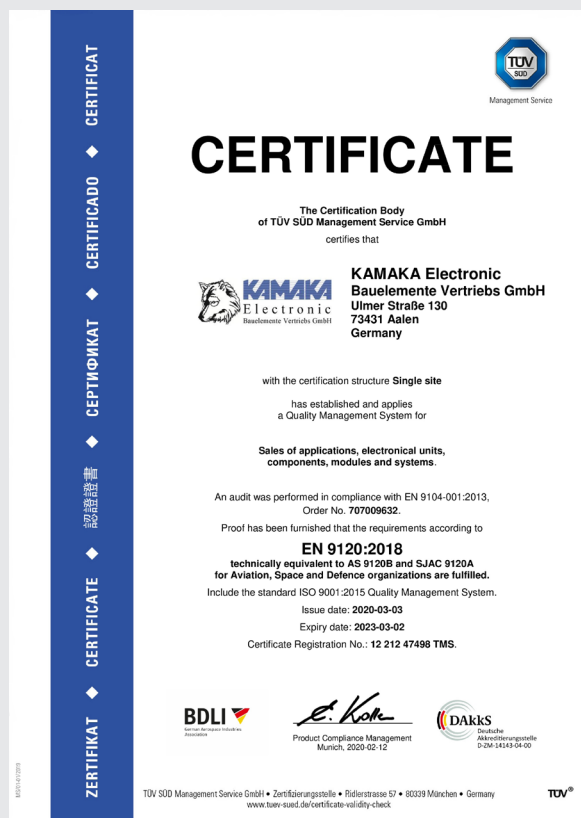 CERTIFICAT
CERTIFICADO
СЕРТИФИКАТ
認證證書
CERTIFICATE
ZERTIFIKAT
TÜV
SÜD
Management Service
CERTIFICATE
The Certification Body
of TÜV SÜD Management Service GmbH
certifies that
KAMAKA
Electronic
Bauelemente Vertriebs GmbH
KAMAKA Electronic
Bauelemente Vertriebs GmbH
Ulmer Straße 130
73431 Aalen
Germany
with the certification structure Single site
has established and applies
a Quality Management System for
Sales of applications, electronical units,
components, modules and systems.
An audit was performed in compliance with EN 9104-001:2013,
Order No. 707009632.
Proof has been furnished that the requirements according to
EN 9120:2018
technically equivalent to AS 9120B and SJAC 9120A
for Aviation, Space and Defence organizations are fulfilled.
Include the standard ISO 9001:2015 Quality Management System.
Issue date: 2020-03-03
Expiry date: 2023-03-02
Certificate Registration No.: 12 212 47498 TMS.
BDLI
German Aerospace Industries
Association
Product Compliance Management
Munich, 2020-02-12
DAkkS
Deutsche
Akkreditierungsstelle
D-ZM-14143-04-00
TÜV SÜD Management Service GmbH • Zertifizierungsstelle • Ridlerstrasse 57 • 80339 München • Germany
www.tuev-sued.de/certificate-validity-check
TÜV®